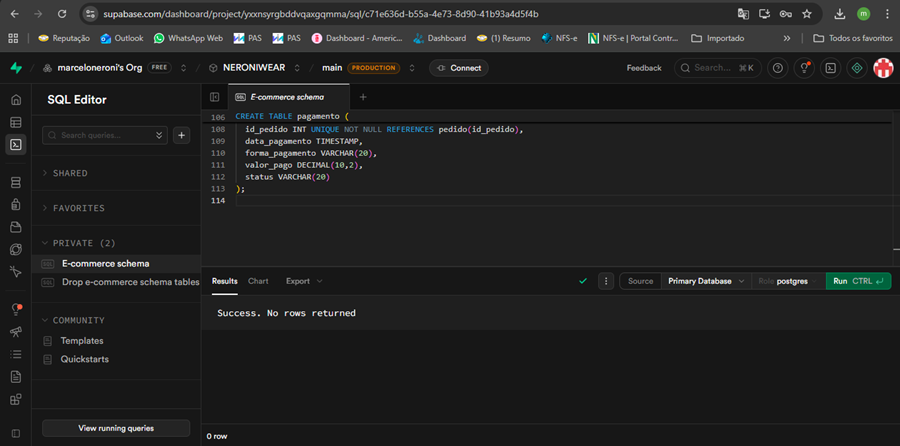 supabase.com/dashboard/project/yxxnsyrgbddvqaxgqmma/sql/c71e636d-b55a-4e73-8d90-41b93a4d5f4b
m
Reputação Outlook WhatsApp Web PAS PAS Dashboard - Americ... Dashboard (1) Resumo NFS-e NFS-e | Portal Contr... Importado » Todos os favoritos
marceloneroni's Org FREE NERONIWEAR main PRODUCTION Connect Feedback Search... ⌘K
SQL Editor
E-commerce schema
Search queries...
106 CREATE TABLE pagamento (
108 id_pedido INT UNIQUE NOT NULL REFERENCES pedido(id_pedido),
109 data_pagamento TIMESTAMP,
110 forma_pagamento VARCHAR(20),
111 valor_pago DECIMAL(10,2),
112 status VARCHAR(20)
113 );
114
SHARED
FAVORITES
PRIVATE (2)
SQL E-commerce schema
SQL Drop e-commerce schema tables
COMMUNITY
Templates
Quickstarts
View running queries
Results Chart Export Source Primary Database Role postgres Run CTRL
Success. No rows returned
0 row